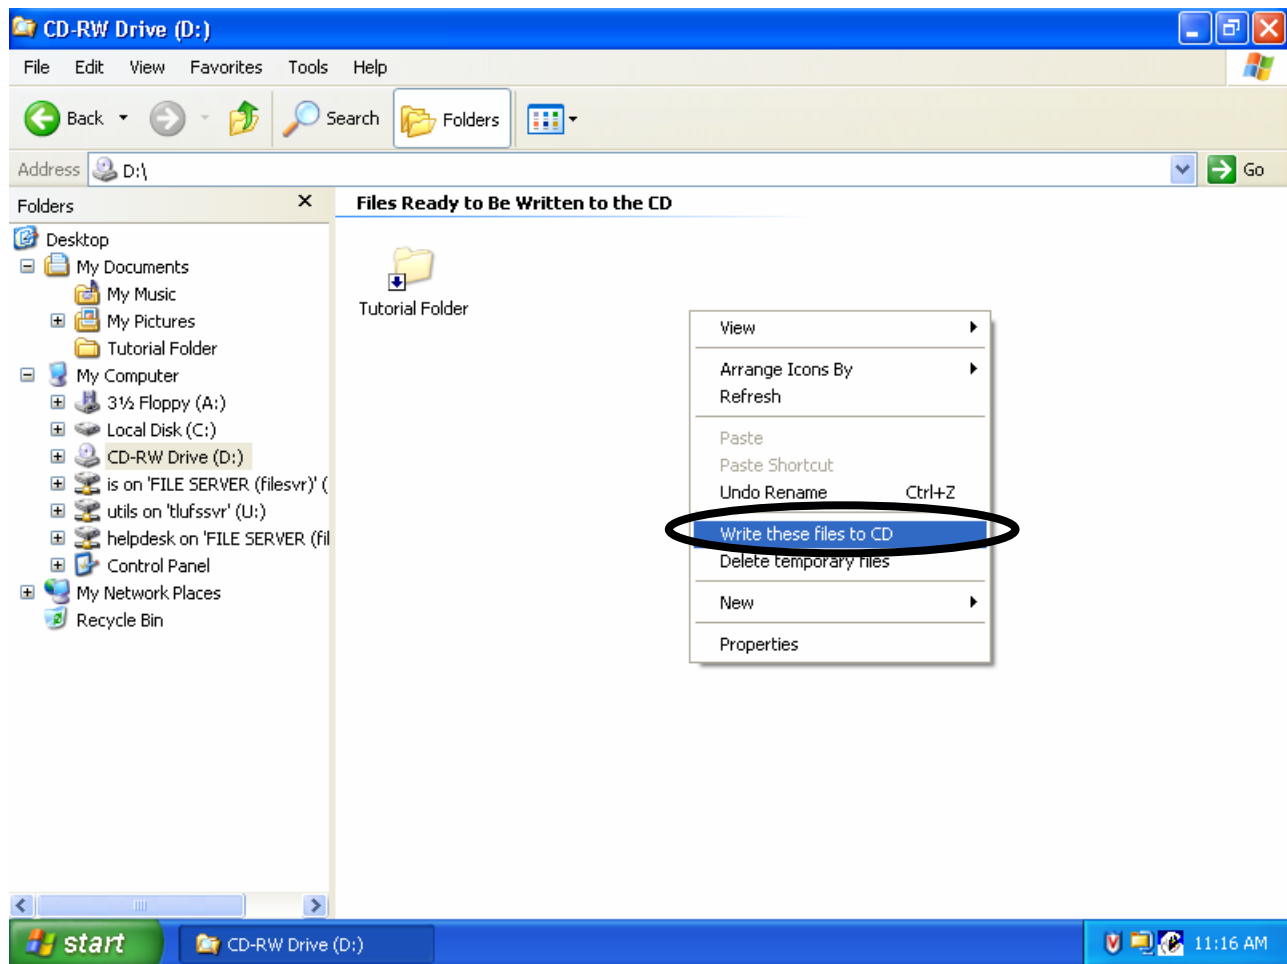 CD-RW Drive (D:)
File Edit View Favorites Tools Help
Back Search Folders
Address D:\ Go
Folders
Desktop
My Documents
My Music
My Pictures
Tutorial Folder
My Computer
3½ Floppy (A:)
Local Disk (C:)
CD-RW Drive (D:)
is on 'FILE SERVER (filesvr)' (
utils on 'tlufssvr' (U:)
helpdesk on 'FILE SERVER (fil
Control Panel
My Network Places
Recycle Bin
Files Ready to Be Written to the CD
Tutorial Folder
View
Arrange Icons By
Refresh
Paste
Paste Shortcut
Undo Rename Ctrl+Z
Write these files to CD
Delete temporary files
New
Properties
start CD-RW Drive (D:) 11:16 AM